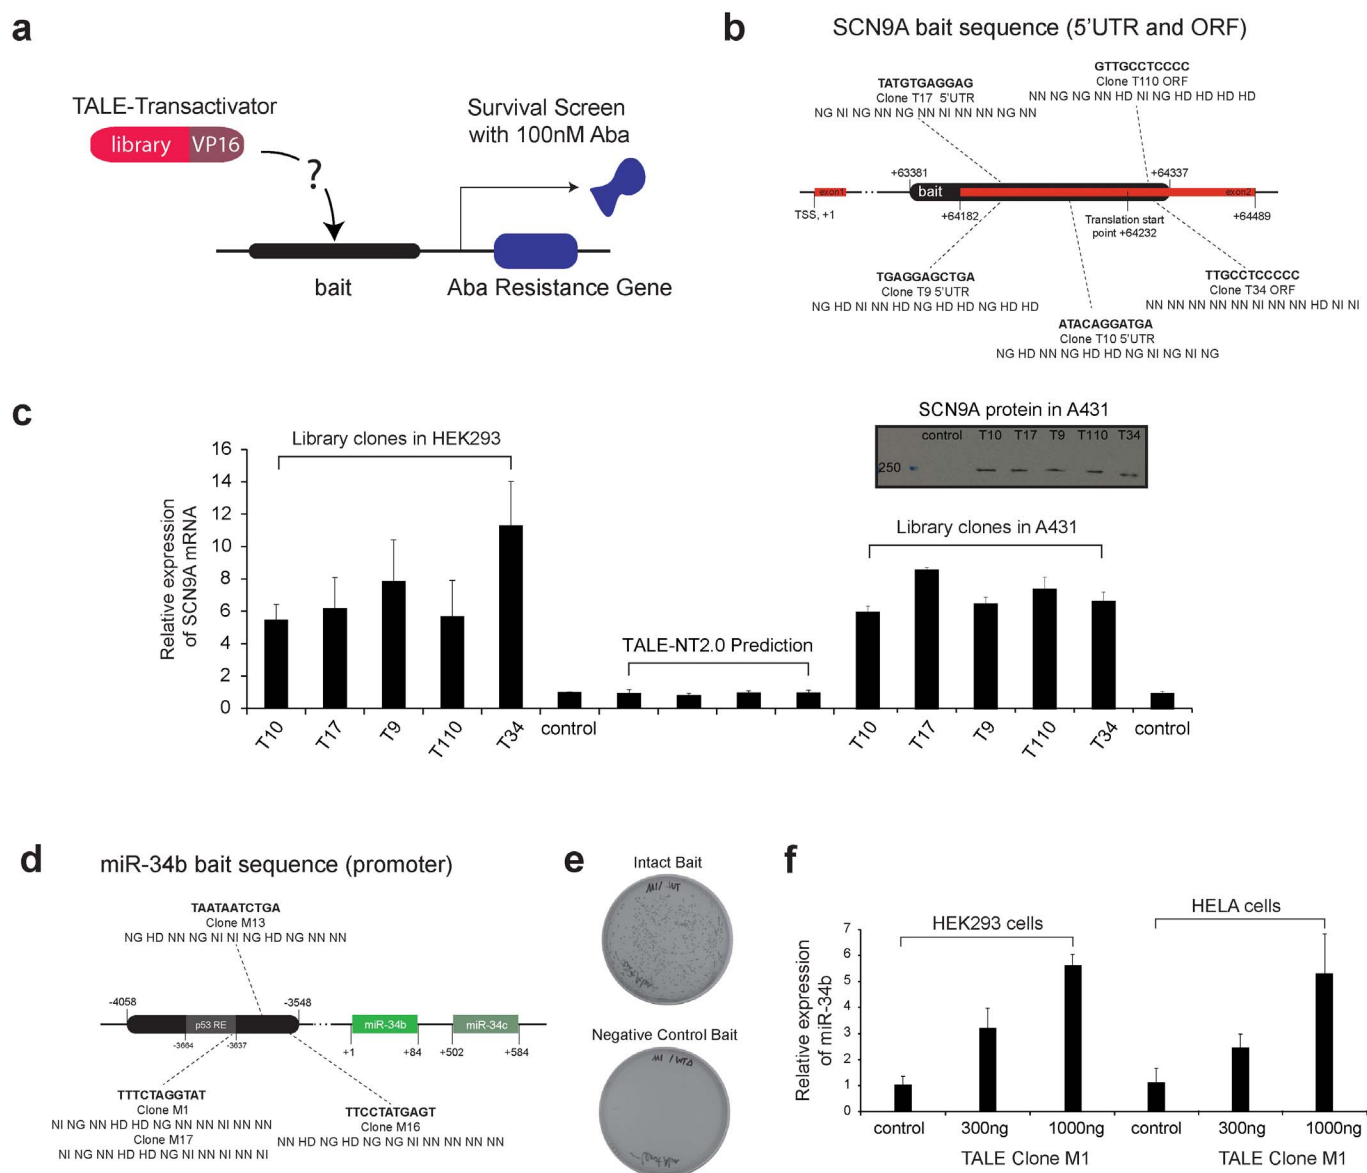 a
TALE-Transactivator
library
VP16
?
Survival Screen
with 100nM Aba
bait
Aba Resistance Gene
b
SCN9A bait sequence (5'UTR and ORF)
TATGTGAGGAG
Clone T17 5'UTR
NG NI NG NN NG NN NI NN NN NG NN
GTTGCCTCCCC
Clone T110 ORF
NN NG NG NN HD NI NG HD HD HD HD
+63381
+64337
exon1
bait
exon2
TSS, +1
+64182
Translation start
point +64232
+64489
TGAGGAGCTGA
Clone T9 5'UTR
NG HD NI NN HD NG HD HD NG HD HD
TTGCCTCCCCC
Clone T34 ORF
NN NN NN NN NN NI NN NN HD NI NI
ATACAGGATGA
Clone T10 5'UTR
NG HD NN NG HD HD NG NI NG NI NG
c
SCN9A protein in A431
control T10 T17 T9 T110 T34
250
Library clones in HEK293
Library clones in A431
TALE-NT2.0 Prediction
Relative expression
of SCN9A mRNA
16
14
12
10
8
6
4
2
0
T10 T17 T9 T110 T34 control T10 T17 T9 T110 T34 control
d
miR-34b bait sequence (promoter)
TAATAATCTGA
Clone M13
NG HD NN NG NI NI NG HD NG NN NN
-4058
-3548
p53 RE
miR-34b
miR-34c
-3664
-3637
+1
+84
+502
+584
TTTCTAGGTAT
Clone M1
NI NG NN HD HD NG NN NN NI NN NN
Clone M17
NI NG NN HD HD NG NI NN NI NN NI
TTCCTATGAGT
Clone M16
NN HD NG HD NG NG NI NN NN NN NN
e
Intact Bait
M1/ WT
Negative Control Bait
M1 / WTΔ
f
HEK293 cells
HELA cells
Relative expression
of miR-34b
7
6
5
4
3
2
1
0
control 300ng 1000ng control 300ng 1000ng
TALE Clone M1 TALE Clone M1